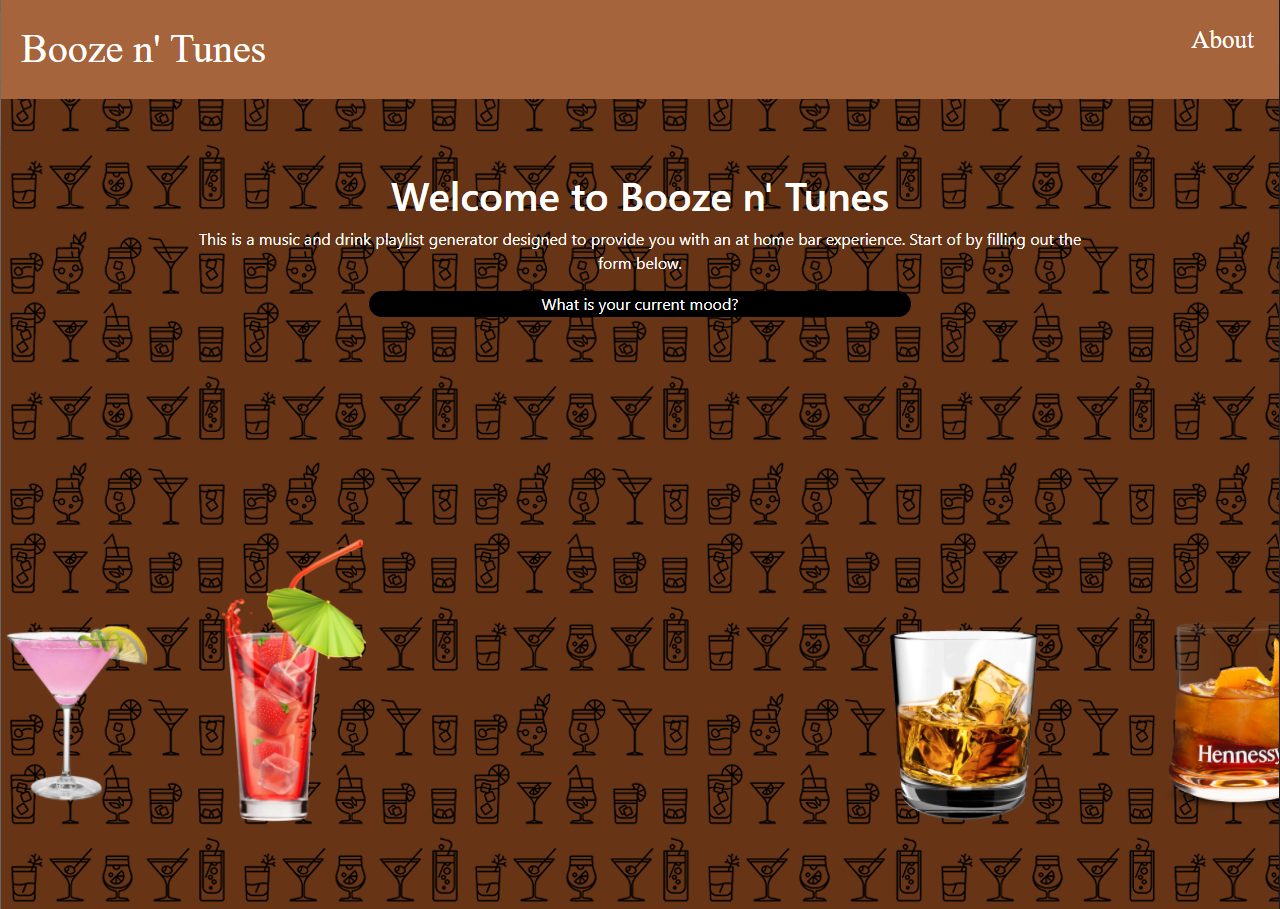 Booze n' Tunes
About
Welcome to Booze n' Tunes
This is a music and drink playlist generator designed to provide you with an at home bar experience. Start of by filling out the
form below.
What is your current mood?
Hennessy